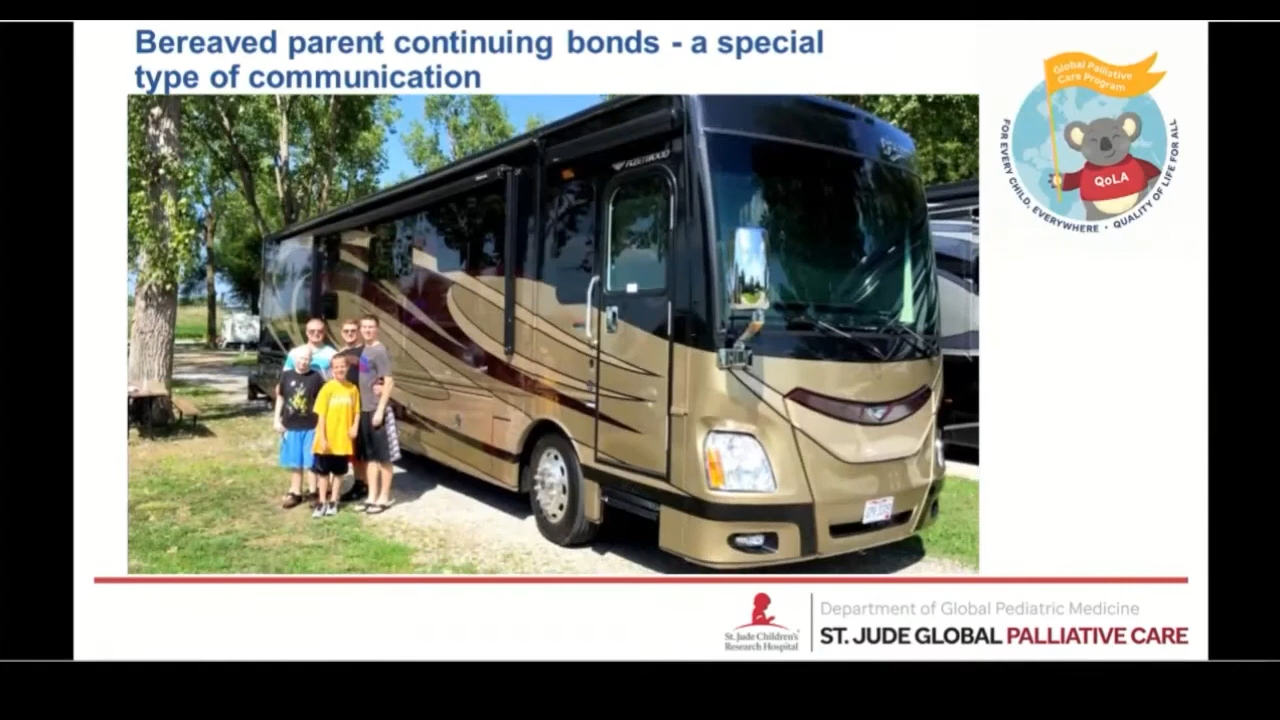 Bereaved parent continuing bonds - a special
type of communication
Global Palliative
Care Program
FOR EVERY CHILD, EVERYWHERE • QUALITY OF LIFE FOR ALL
QoLA
FLEETWOOD
St. Jude Children's
Research Hospital
Department of Global Pediatric Medicine
ST. JUDE GLOBAL PALLIATIVE CARE